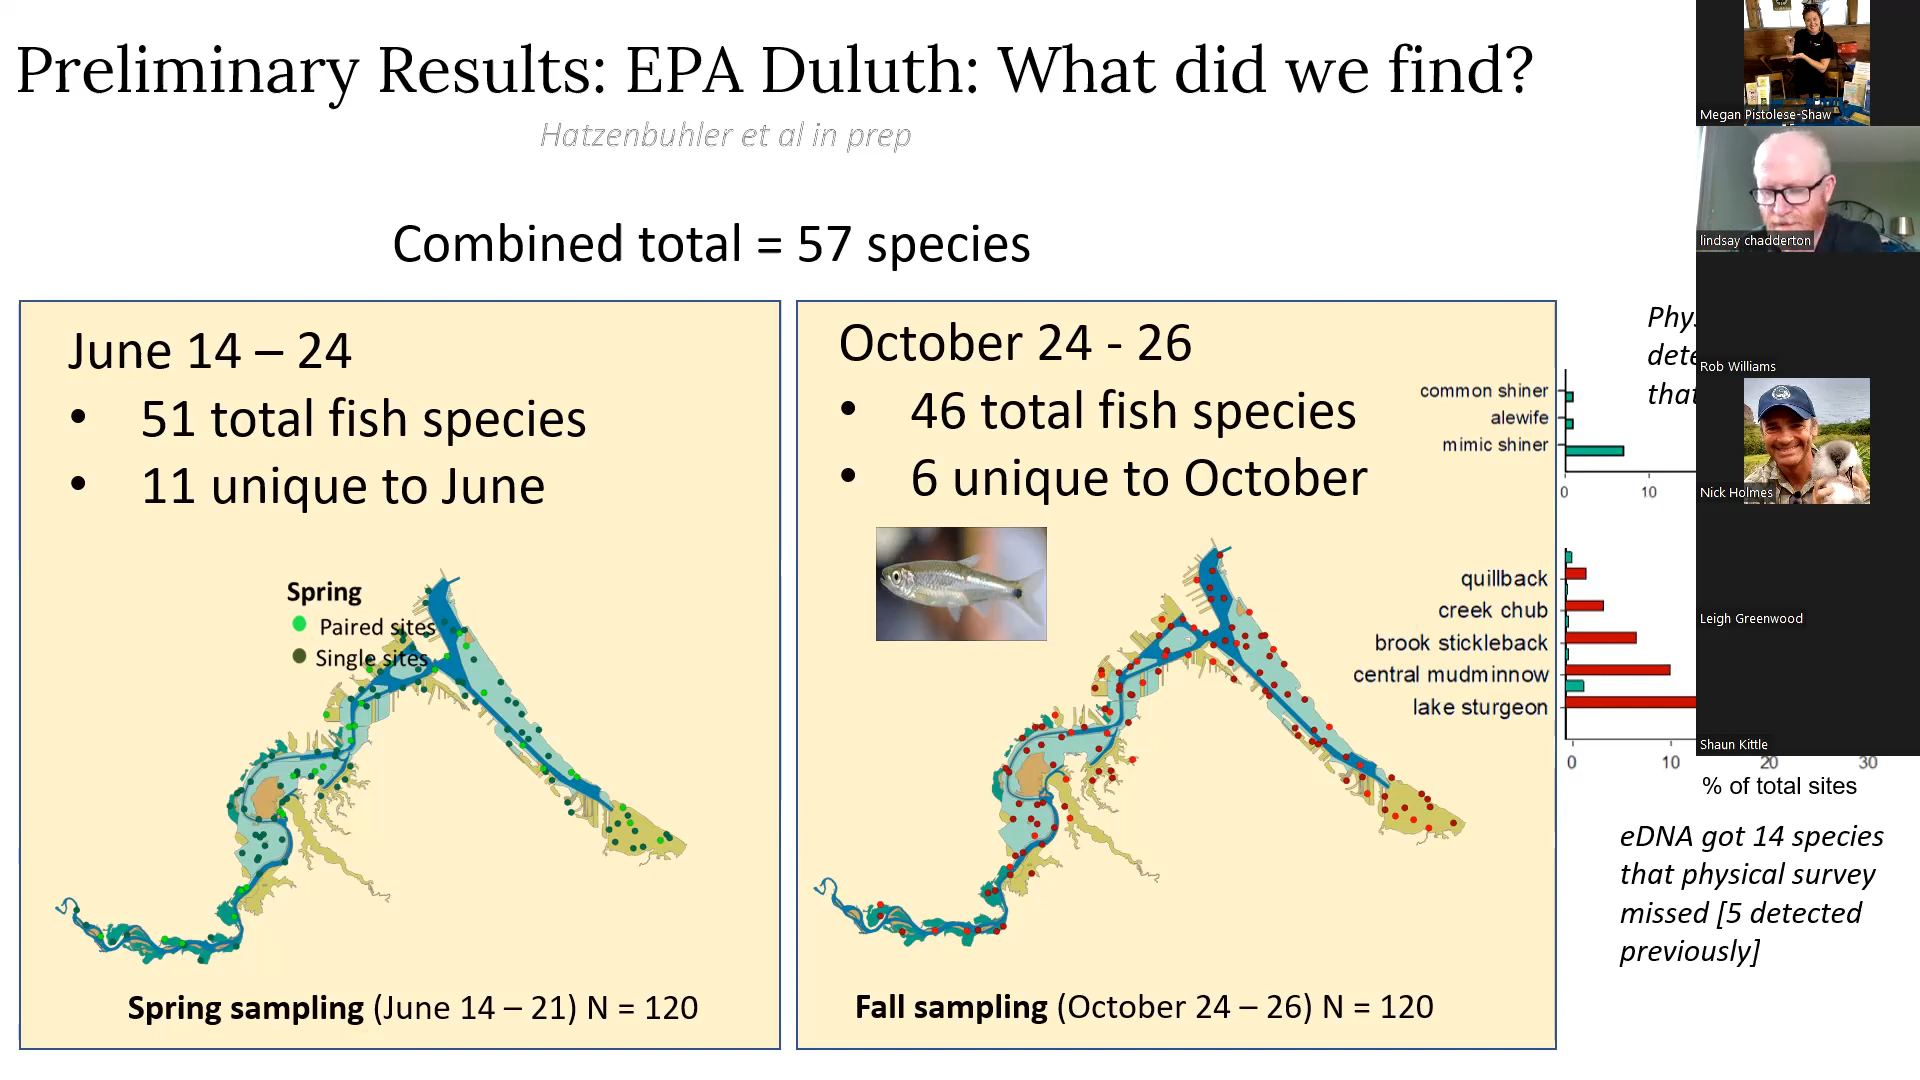 Preliminary Results: EPA Duluth: What did we find?
Hatzenbuhler et al in prep
Combined total = 57 species
June 14 – 24
• 51 total fish species
• 11 unique to June
Spring
Paired sites
Single sites
Spring sampling (June 14 – 21) N = 120
October 24 - 26
• 46 total fish species
• 6 unique to October
Fall sampling (October 24 – 26) N = 120
common shiner
alewife
mimic shiner
0 10
quillback
creek chub
brook stickleback
central mudminnow
lake sturgeon
0 10 20 30
% of total sites
Phy
dete
that
eDNA got 14 species
that physical survey
missed [5 detected
previously]
Megan Pistolese-Shaw
lindsay chadderton
Rob Williams
Nick Holmes
Leigh Greenwood
Shaun Kittle